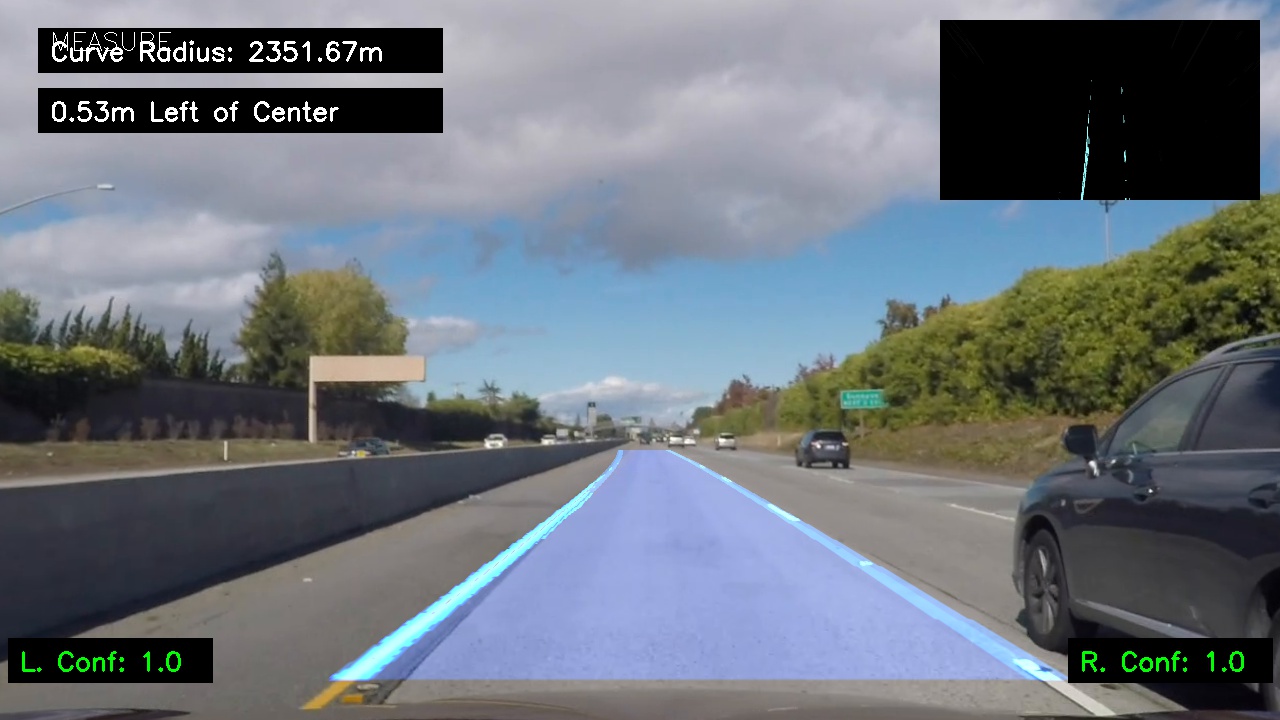 MEASURE
Curve Radius: 2351.67m
0.53m Left of Center
L. Conf: 1.0
R. Conf: 1.0